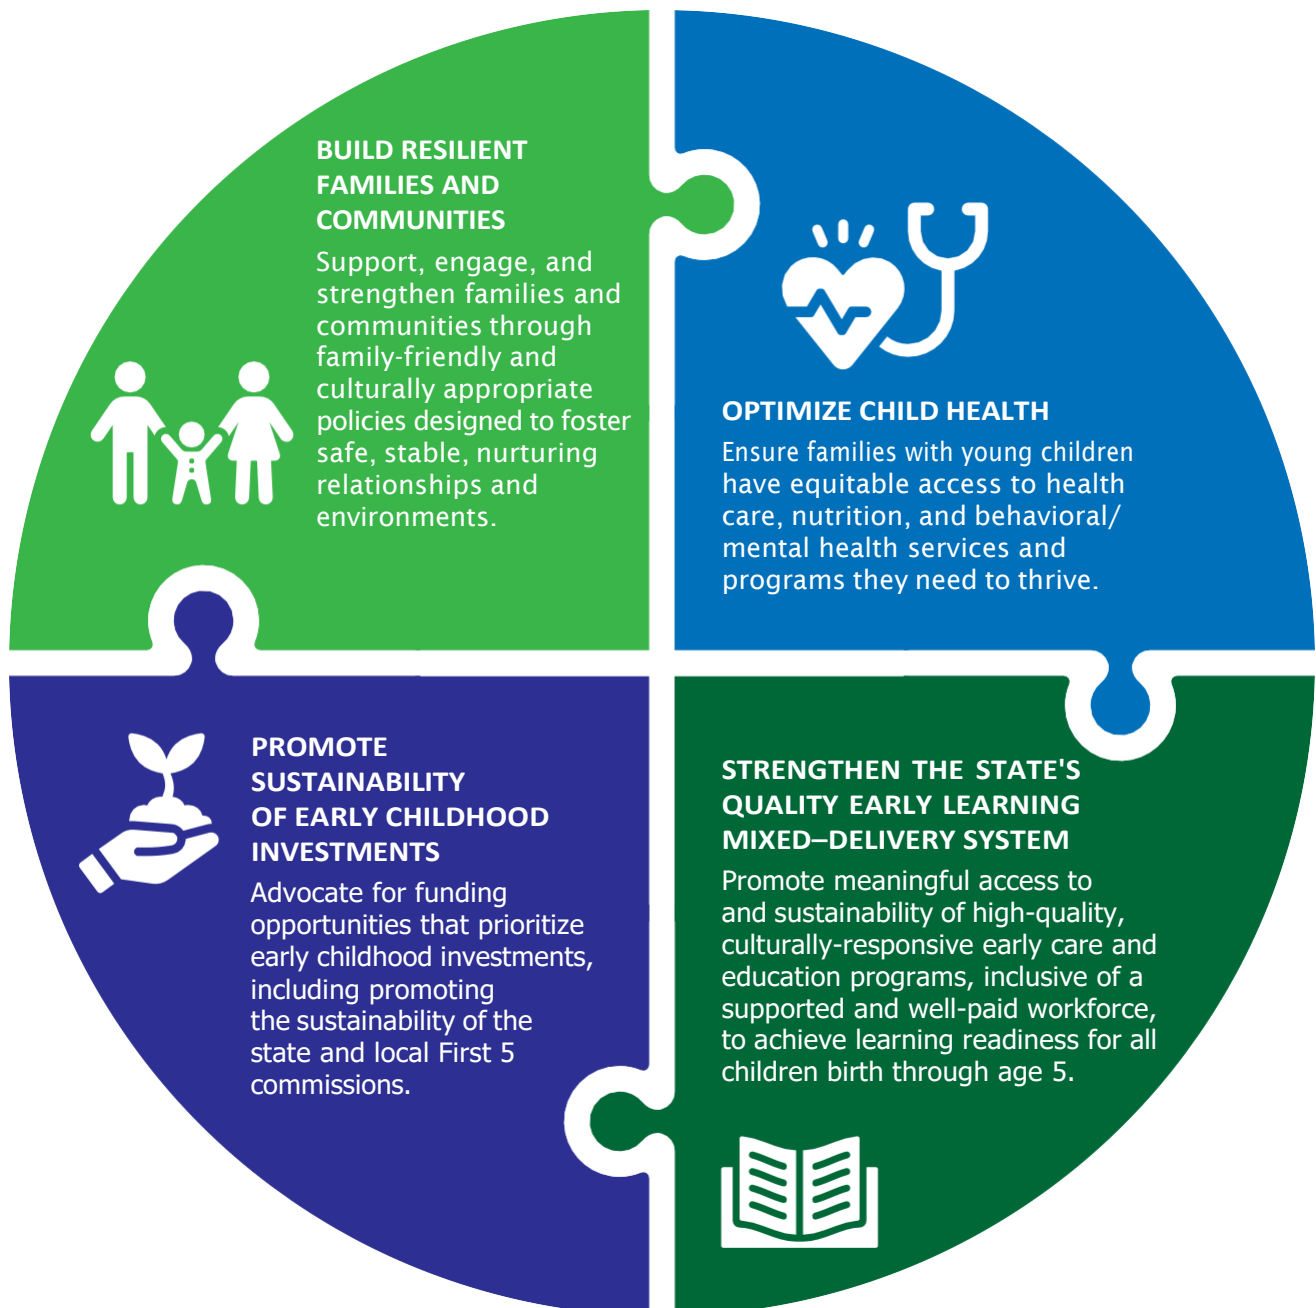 BUILD RESILIENT
FAMILIES AND
COMMUNITIES
Support, engage, and
strengthen families and
communities through
family-friendly and
culturally appropriate
policies designed to foster
safe, stable, nurturing
relationships and
environments.
OPTIMIZE CHILD HEALTH
Ensure families with young children
have equitable access to health
care, nutrition, and behavioral/
mental health services and
programs they need to thrive.
PROMOTE
SUSTAINABILITY
OF EARLY CHILDHOOD
INVESTMENTS
Advocate for funding
opportunities that prioritize
early childhood investments,
including promoting
the sustainability of the
state and local First 5
commissions.
STRENGTHEN THE STATE'S
QUALITY EARLY LEARNING
MIXED–DELIVERY SYSTEM
Promote meaningful access to
and sustainability of high-quality,
culturally-responsive early care and
education programs, inclusive of a
supported and well-paid workforce,
to achieve learning readiness for all
children birth through age 5.